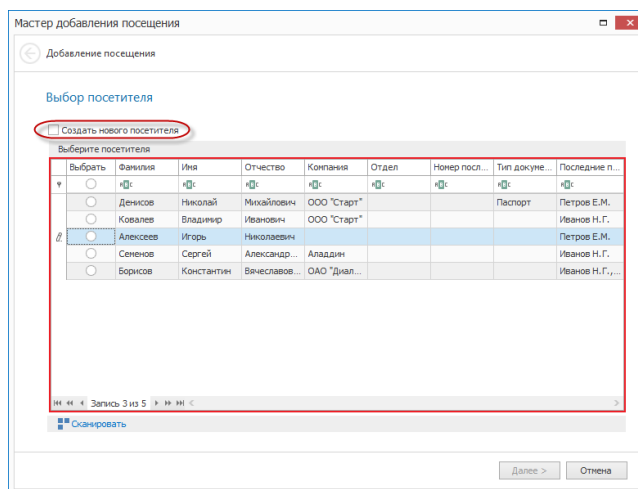 Мастер добавления посещения
Добавление посещения
Выбор посетителя
Создать нового посетителя
Выберите посетителя
Выбрать Фамилия Имя Отчество Компания Отдел Номер посл... Тип докуме... Последние п...
Денисов Николай Михайлович ООО "Старт" Паспорт Петров Е.М.
Ковалев Владимир Иванович ООО "Старт" Иванов Н.Г.
Алексеев Игорь Николаевич Петров Е.М.
Семенов Сергей Александр... Аладдин Иванов Н.Г.
Борисов Константин Вячеславов... ОАО "Диал... Иванов Н.Г.,...
Запись 3 из 5
Сканировать
Далее > Отмена